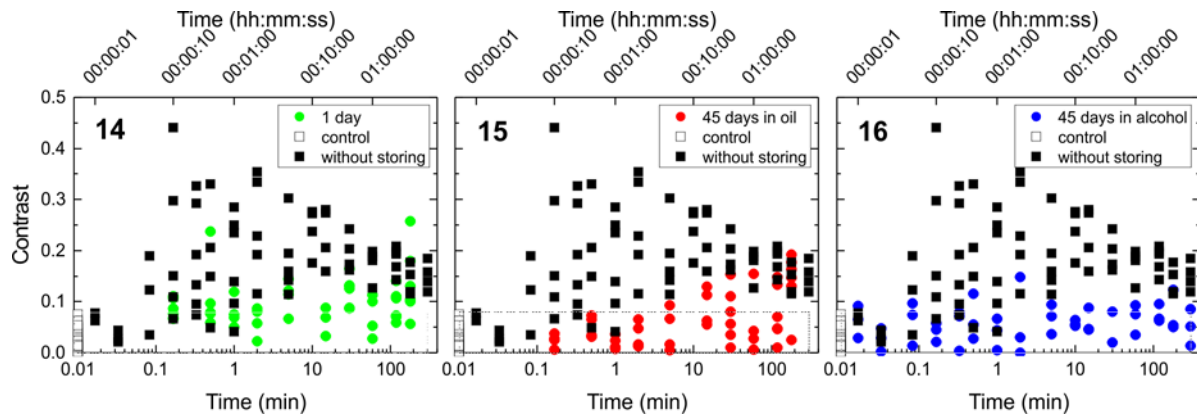 Time (hh:mm:ss) Time (hh:mm:ss) Time (hh:mm:ss)
00:00:01 00:00:10 00:01:00 00:10:00 01:00:00 00:00:01 00:00:10 00:01:00 00:10:00 01:00:00 00:00:01 00:00:10 00:01:00 00:10:00 01:00:00
0.5
14 1 day 15 45 days in oil 16 45 days in alcohol
control control control
without storing without storing without storing
0.4
0.3
Contrast
0.2
0.1
0.0
0.01 0.1 1 10 100 0.1 1 10 100 0.01 0.1 1 10 100
Time (min) Time (min) Time (min)